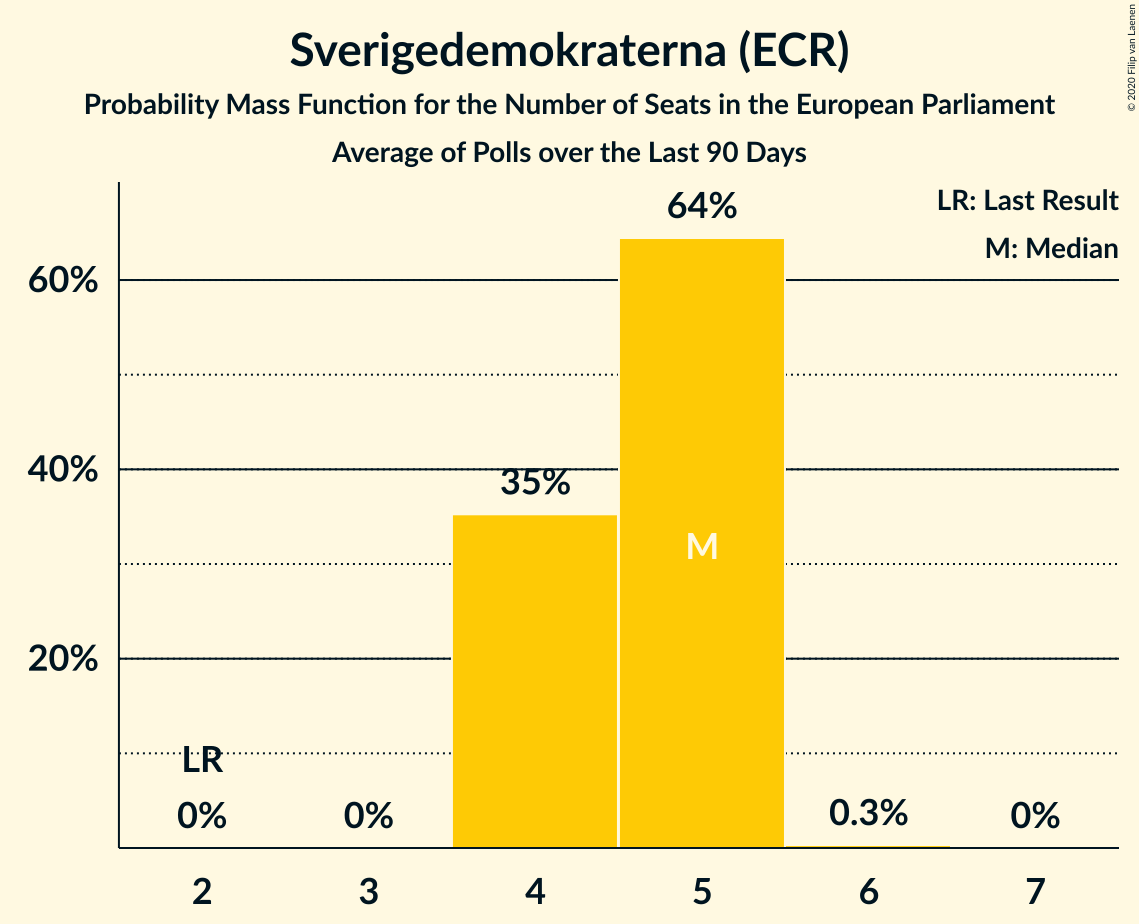 Sverigedemokraterna (ECR)
Probability Mass Function for the Number of Seats in the European Parliament
Average of Polls over the Last 90 Days
© 2020 Filip van Laenen
LR: Last Result
M: Median
64%
60%
40%
35%
M
20%
LR
0%
0%
0.3%
0%
2
3
4
5
6
7